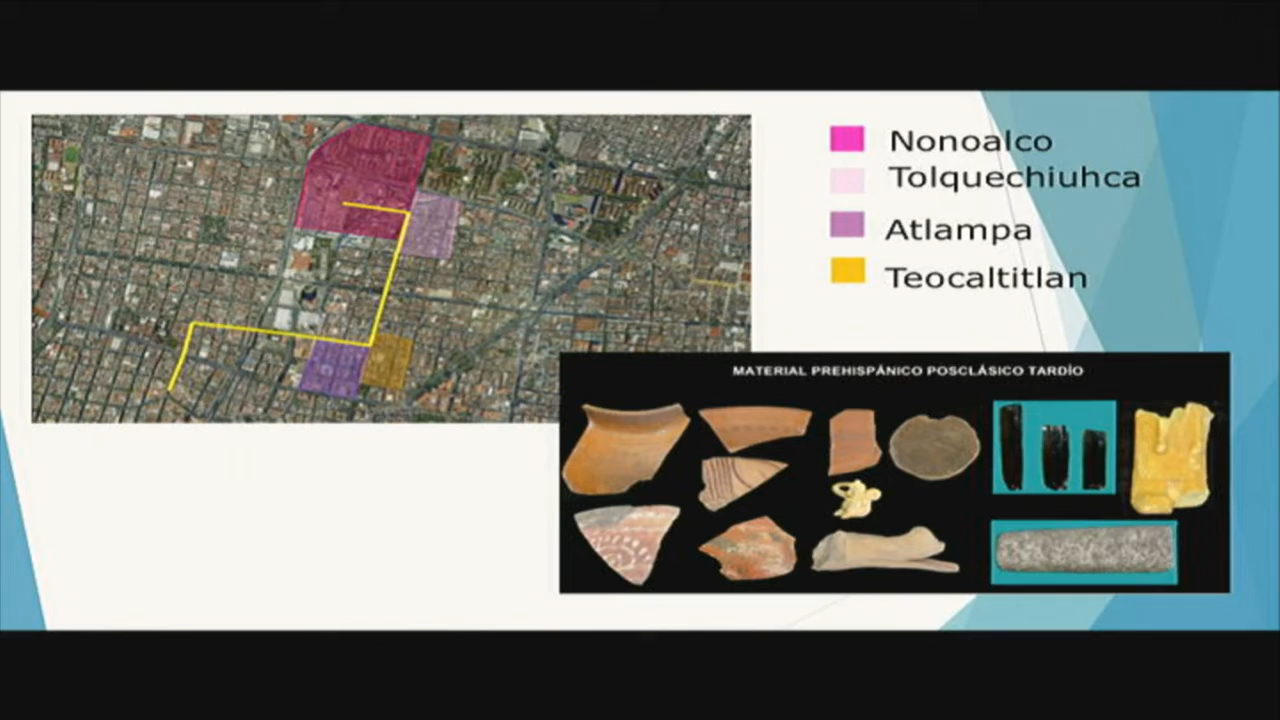 Nonoalco
Tolquechiuhca
Atlampa
Teocaltitlan
MATERIAL PREHISPÁNICO POSCLÁSICO TARDÍO